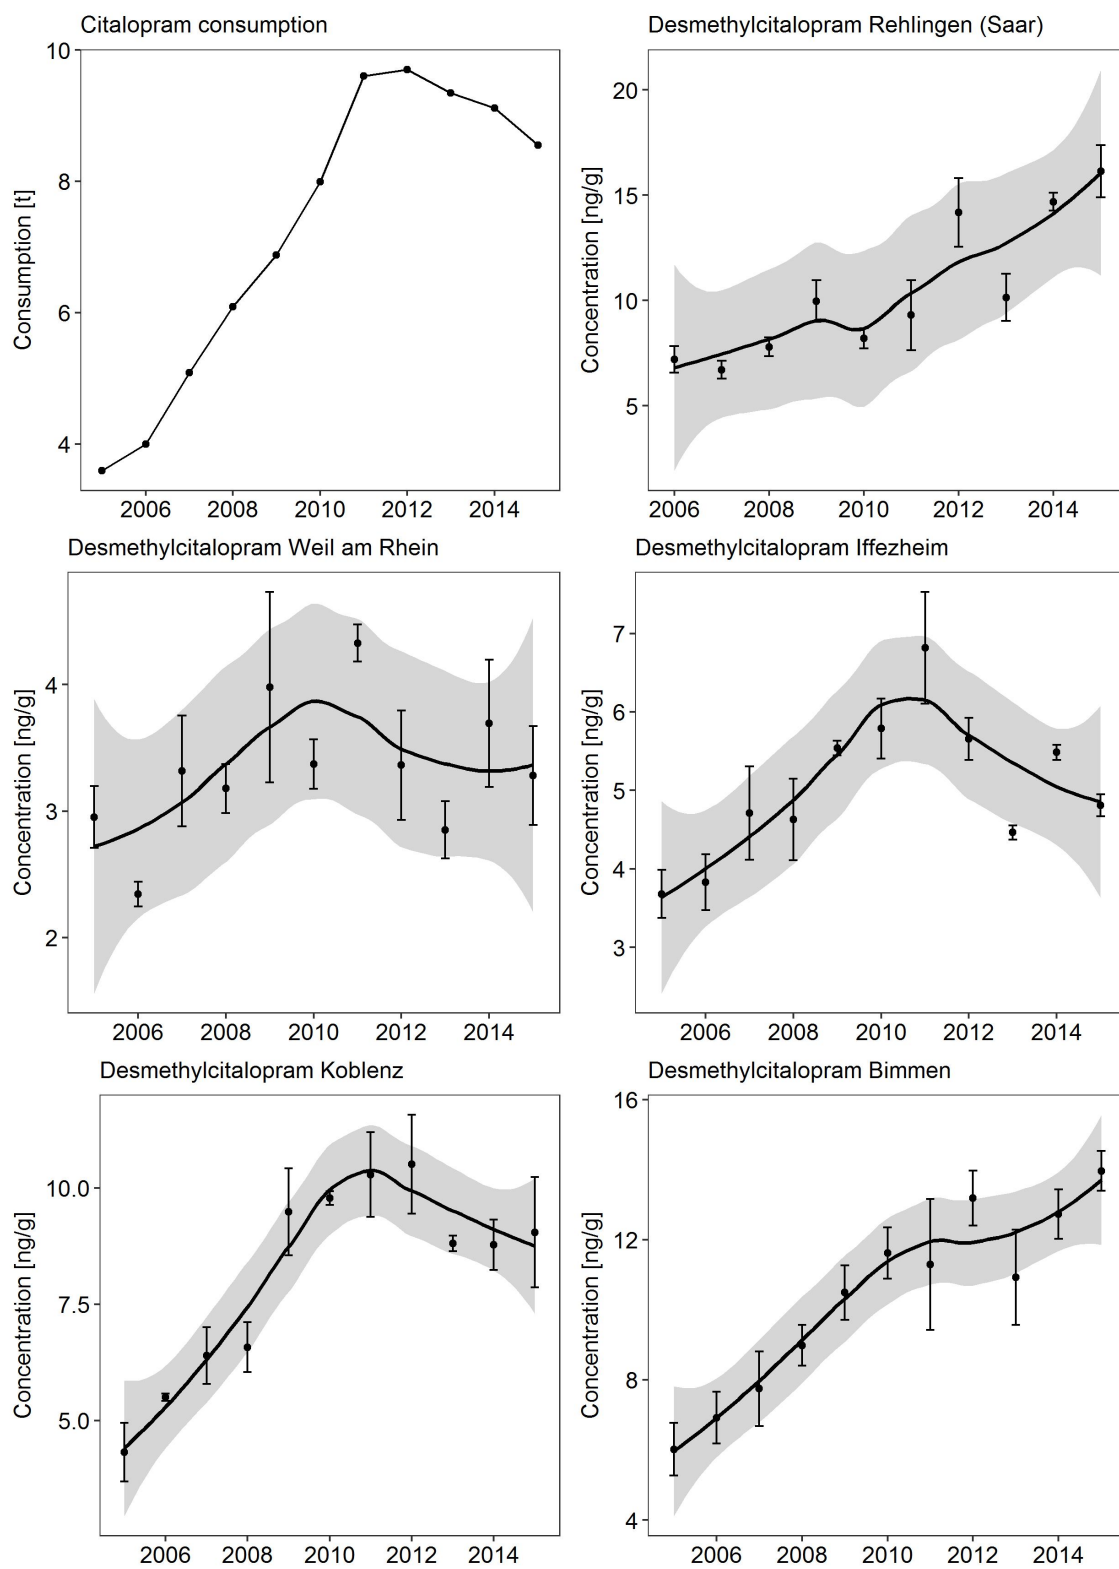 Citalopram consumption
Consumption [t]
10
8
6
4
2006 2008 2010 2012 2014
Desmethylcitalopram Rehlingen (Saar)
Concentration [ng/g]
20
15
10
5
2006 2008 2010 2012 2014
Desmethylcitalopram Weil am Rhein
Concentration [ng/g]
4
3
2
2006 2008 2010 2012 2014
Desmethylcitalopram Iffezheim
Concentration [ng/g]
7
6
5
4
3
2006 2008 2010 2012 2014
Desmethylcitalopram Koblenz
Concentration [ng/g]
10.0
7.5
5.0
2006 2008 2010 2012 2014
Desmethylcitalopram Bimmen
Concentration [ng/g]
16
12
8
4
2006 2008 2010 2012 2014